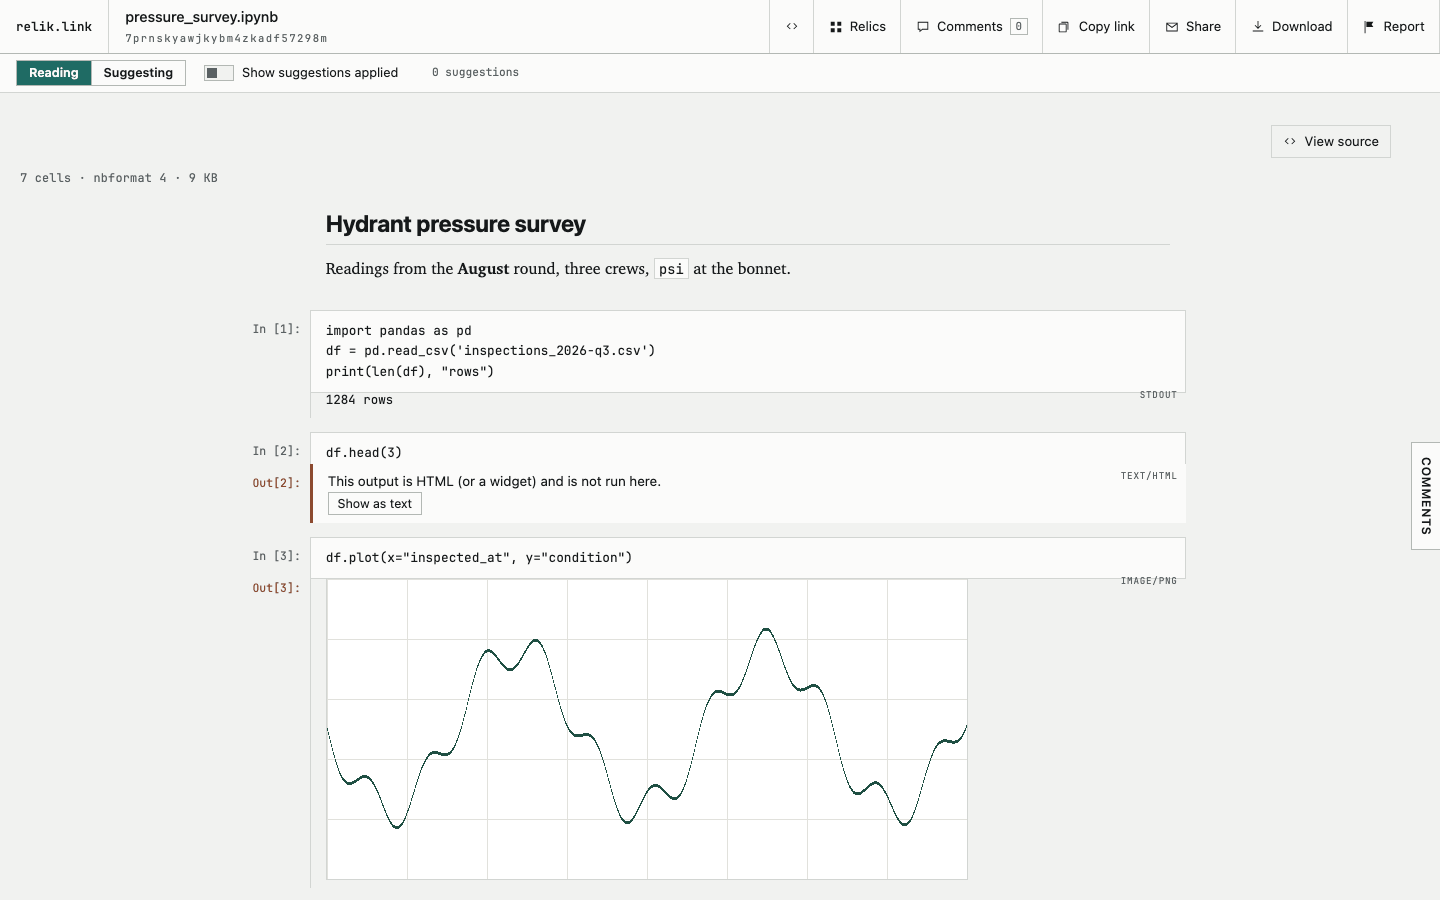 relik.link
pressure_survey.ipynb
7prnskyawjkybm4zkadf57298m
Relics
Comments 0
Copy link
Share
Download
Report
Reading
Suggesting
Show suggestions applied
0 suggestions
View source
7 cells · nbformat 4 · 9 KB
Hydrant pressure survey
Readings from the August round, three crews, psi at the bonnet.
In [1]:
import pandas as pd
df = pd.read_csv('inspections_2026-q3.csv')
print(len(df), "rows")
STDOUT
1284 rows
In [2]:
df.head(3)
Out[2]:
TEXT/HTML
This output is HTML (or a widget) and is not run here.
Show as text
In [3]:
df.plot(x="inspected_at", y="condition")
Out[3]:
IMAGE/PNG
COMMENTS